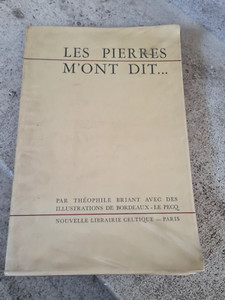 LES PIERRES
M'ONT DIT...
PAR THÉOPHILE BRIANT AVEC DES
ILLUSTRATIONS DE BORDEAUX-LE PECQ
NOUVELLE LIBRAIRIE CELTIQUE — PARIS